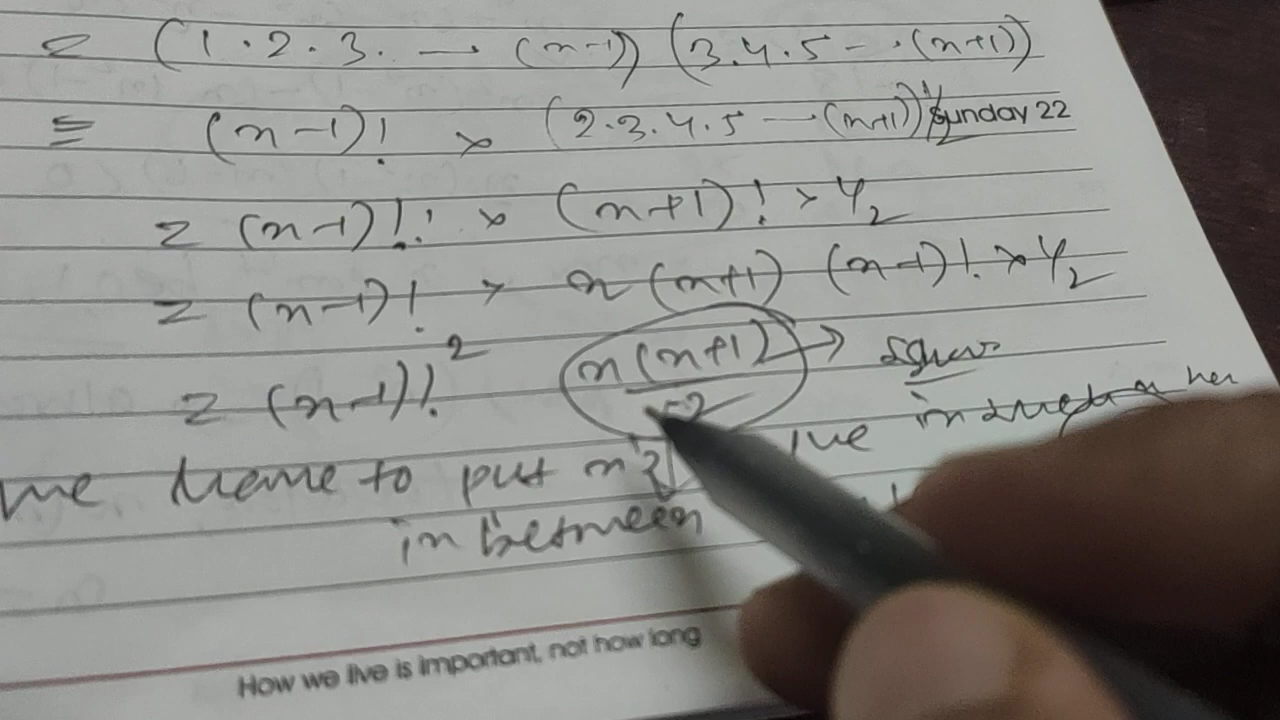 = (1.2.3. — (n-1)) (3.4.5 - .(n+1))
= (n-1)! × (2.3.4.5 — (n+1)) 1/2 Sunday 22
= (n-1)! × (n+1)! × 1/2
= (n-1)! × n(n+1) (n-1)! × 1/2
= (n-1)!² n(n+1)/2 →
we have to put n²
in between
How we live is important, not how long